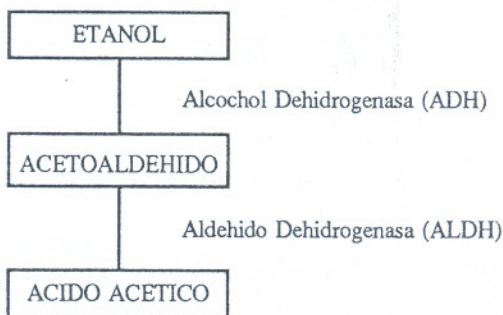 ETANOL
Alcochol Dehidrogenasa (ADH)
ACETOALDEHIDO
Aldehido Dehidrogenasa (ALDH)
ACIDO ACETICO